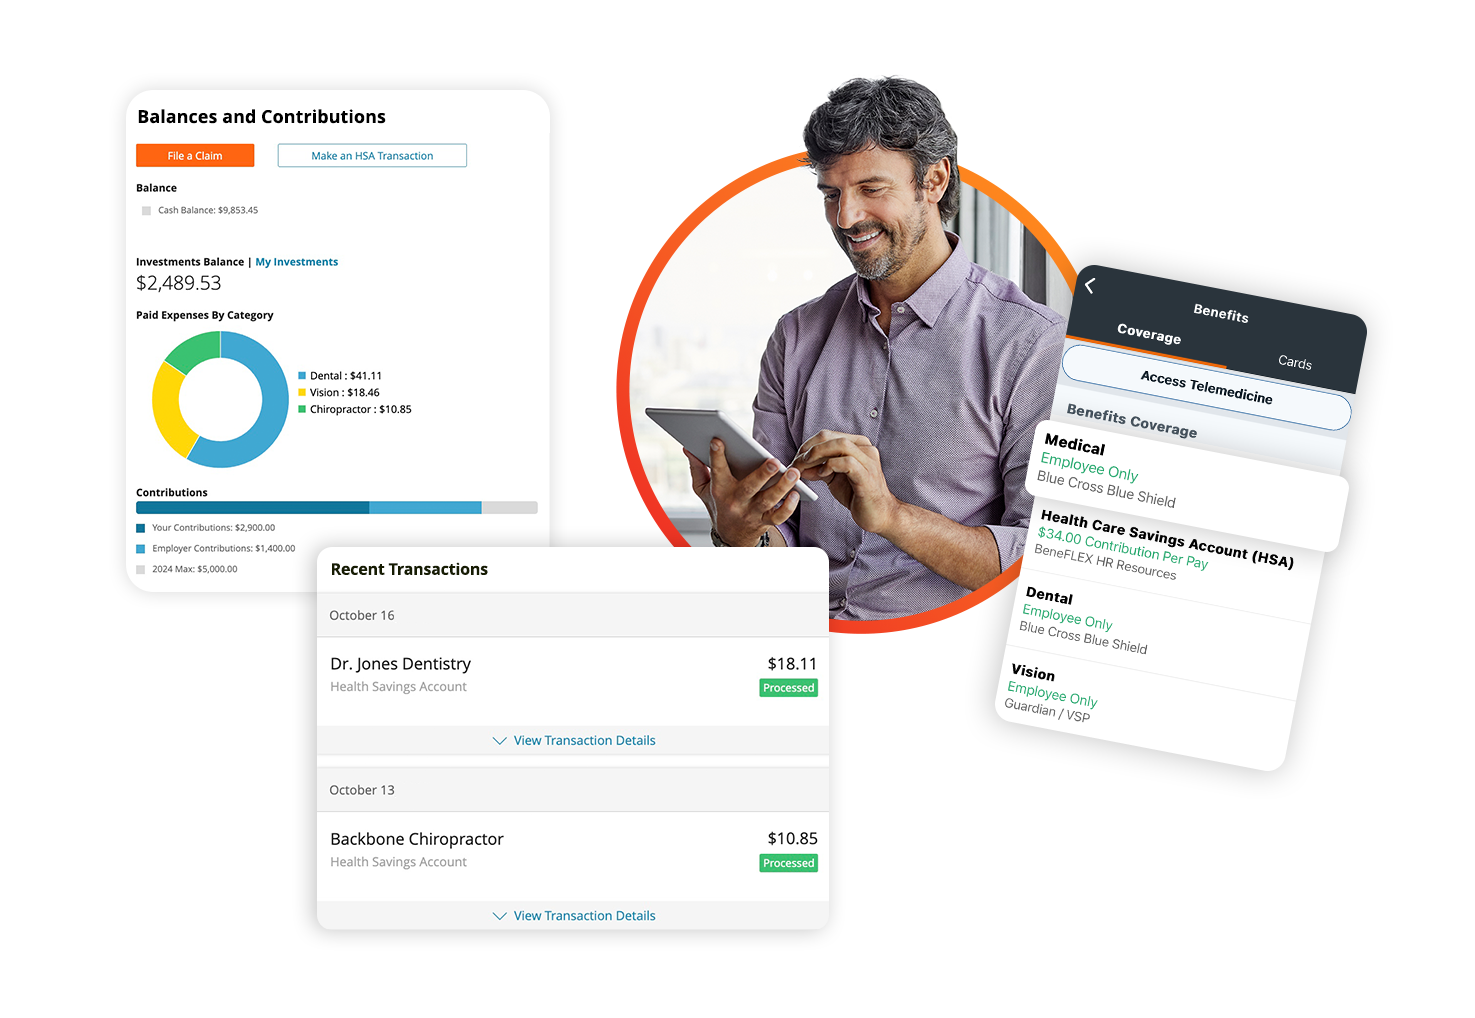 Balances and Contributions
File a Claim
Make an HSA Transaction
Balance
Cash Balance: $9,853.45
Investments Balance | My Investments
$2,489.53
Paid Expenses By Category
Dental : $41.11
Vision : $18.46
Chiropractor : $10.85
Contributions
Your Contributions: $2,900.00
Employer Contributions: $1,400.00
2024 Max: $5,000.00
Recent Transactions
October 16
Dr. Jones Dentistry $18.11
Health Savings Account Processed
View Transaction Details
October 13
Backbone Chiropractor $10.85
Health Savings Account Processed
View Transaction Details
Benefits
Coverage Cards
Access Telemedicine
Benefits Coverage
Medical
Employee Only
Blue Cross Blue Shield
Health Care Savings Account (HSA)
$34.00 Contribution Per Pay
BeneFLEX HR Resources
Dental
Employee Only
Blue Cross Blue Shield
Vision
Employee Only
Guardian / VSP